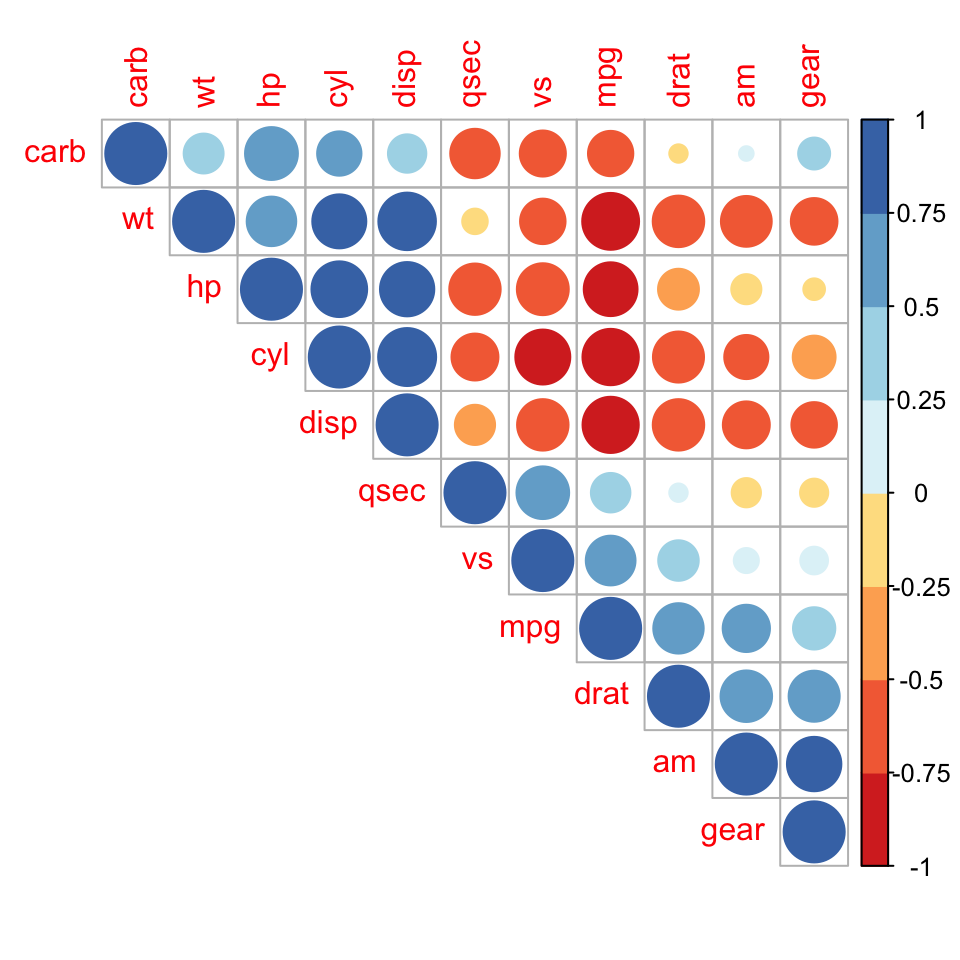 carb wt hp cyl disp qsec vs mpg drat am gear
carb
wt
hp
cyl
disp
qsec
vs
mpg
drat
am
gear
1
0.75
0.5
0.25
0
-0.25
-0.5
-0.75
-1